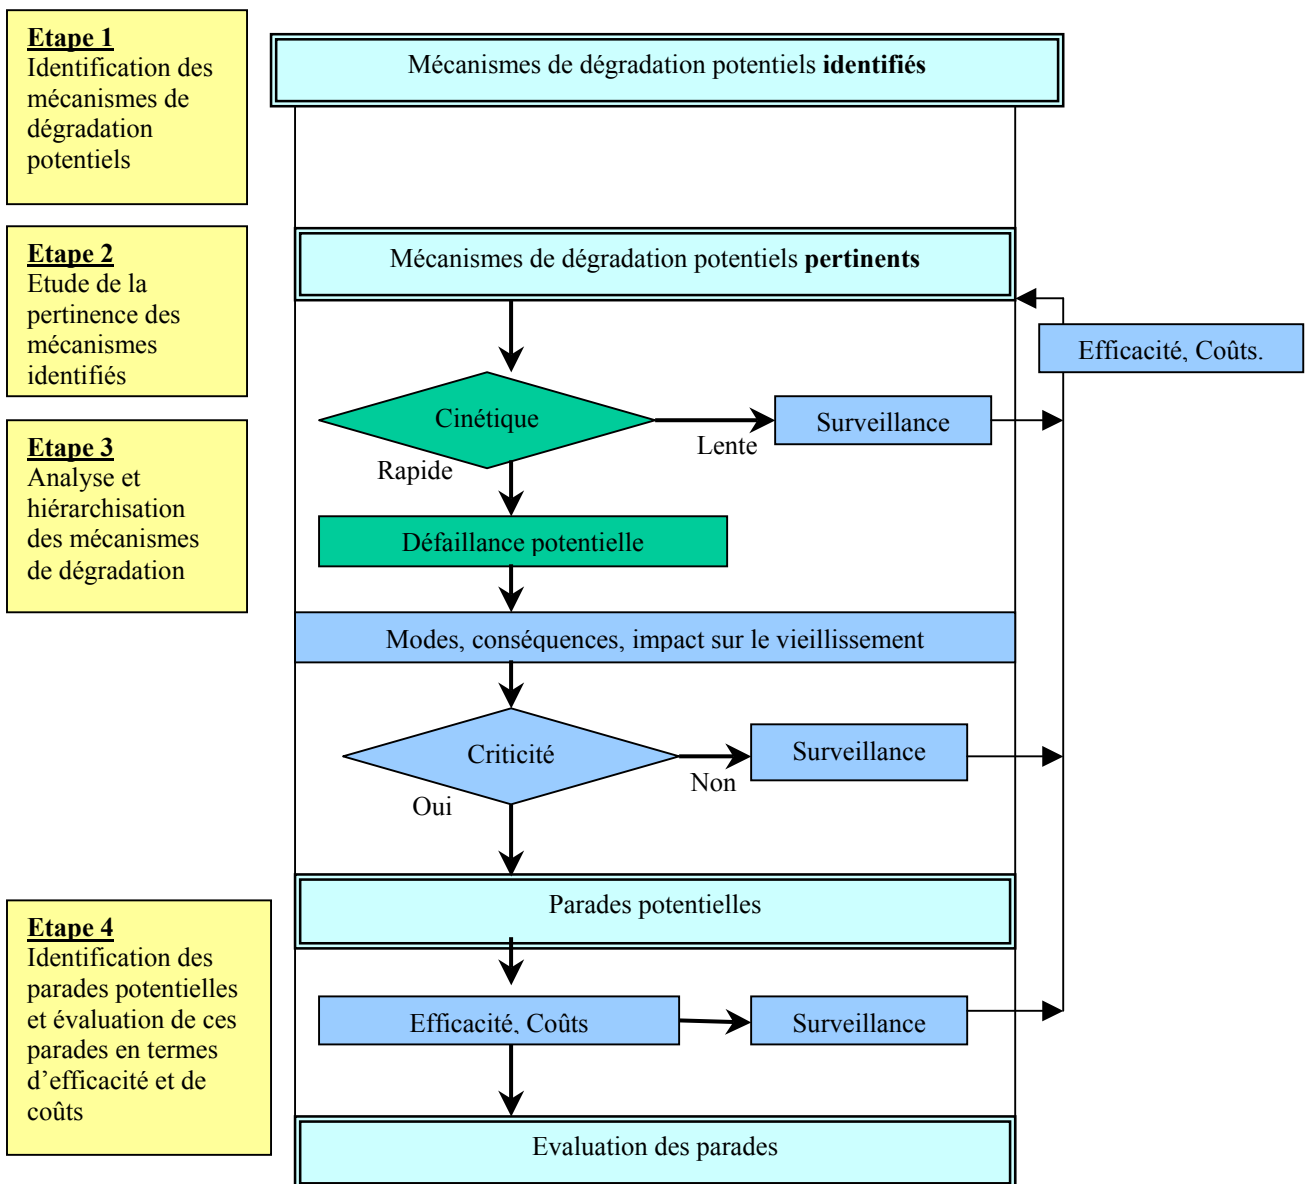 Etape 1
Identification des
mécanismes de
dégradation
potentiels
Mécanismes de dégradation potentiels identifiés
Etape 2
Etude de la
pertinence des
mécanismes
identifiés
Mécanismes de dégradation potentiels pertinents
Efficacité, Coûts.
Cinétique
Lente
Surveillance
Rapide
Etape 3
Analyse et
hiérarchisation
des mécanismes
de dégradation
Défaillance potentielle
Modes, conséquences, impact sur le vieillissement
Criticité
Non
Surveillance
Oui
Parades potentielles
Etape 4
Identification des
parades potentielles
et évaluation de ces
parades en termes
d’efficacité et de
coûts
Efficacité, Coûts
Surveillance
Evaluation des parades